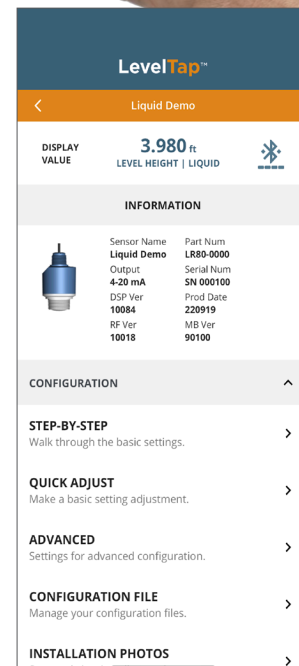 LevelTap™
Liquid Demo
DISPLAY VALUE
3.980 ft
LEVEL HEIGHT | LIQUID
INFORMATION
Sensor Name
Liquid Demo
Part Num
LR80-0000
Output
4-20 mA
Serial Num
SN 000100
DSP Ver
10084
Prod Date
220919
RF Ver
10018
MB Ver
90100
CONFIGURATION
STEP-BY-STEP
Walk through the basic settings.
QUICK ADJUST
Make a basic setting adjustment.
ADVANCED
Settings for advanced configuration.
CONFIGURATION FILE
Manage your configuration files.
INSTALLATION PHOTOS